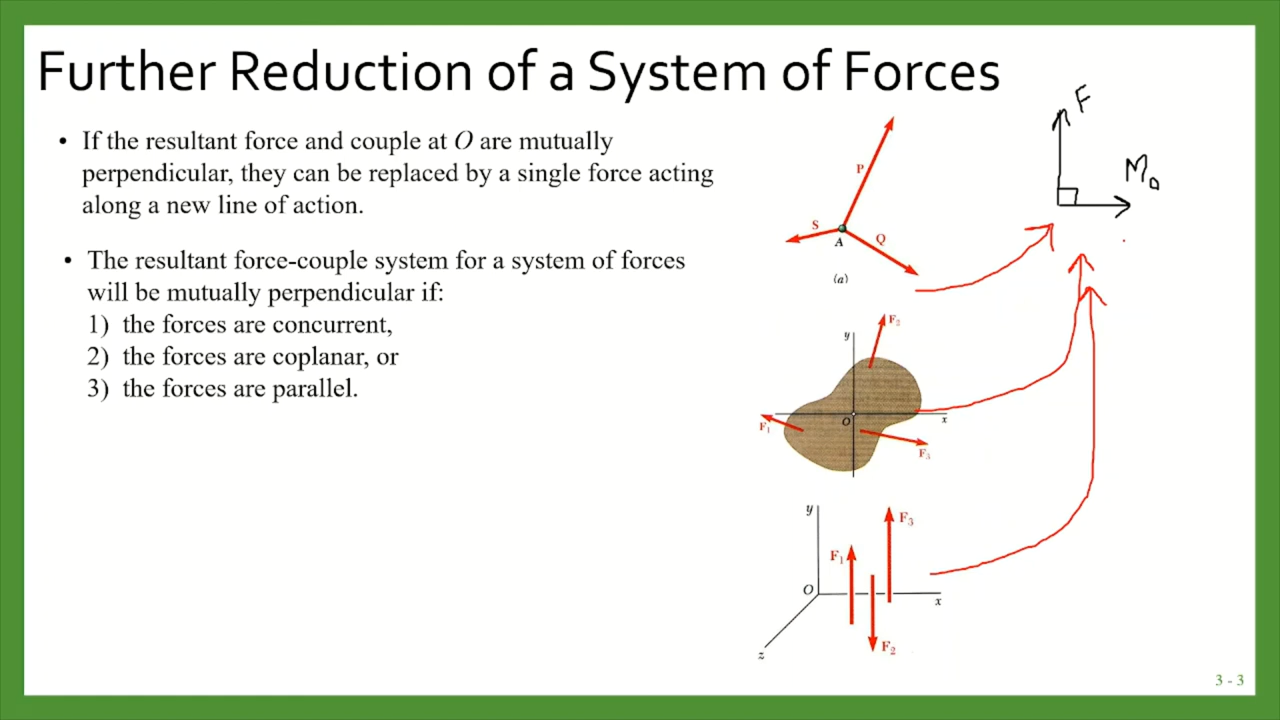 Further Reduction of a System of Forces
• If the resultant force and couple at O are mutually
perpendicular, they can be replaced by a single force acting
along a new line of action.
• The resultant force-couple system for a system of forces
will be mutually perpendicular if:
1) the forces are concurrent,
2) the forces are coplanar, or
3) the forces are parallel.
F
M₀
P
S
Q
A
(a)
F₂
y
O
x
F₁
F₃
y
F₃
F₁
O
x
F₂
z
3 - 3